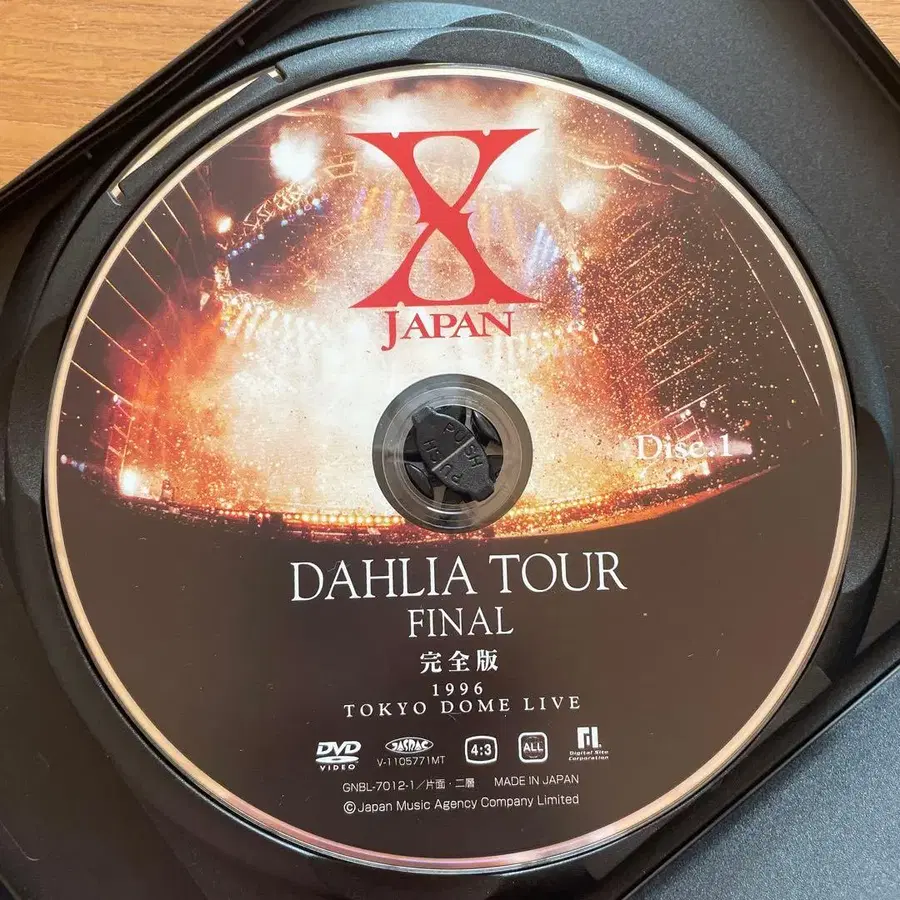 X
JAPAN
PUSH
PUSH
Disc.1
DAHLIA TOUR
FINAL
完全版
1996
TOKYO DOME LIVE
DVD VIDEO
JASRAC
V-1105771MT
4:3
ALL
Digital Site
Corporation
GNBL-7012-1／片面・二層 MADE IN JAPAN
©Japan Music Agency Company Limited